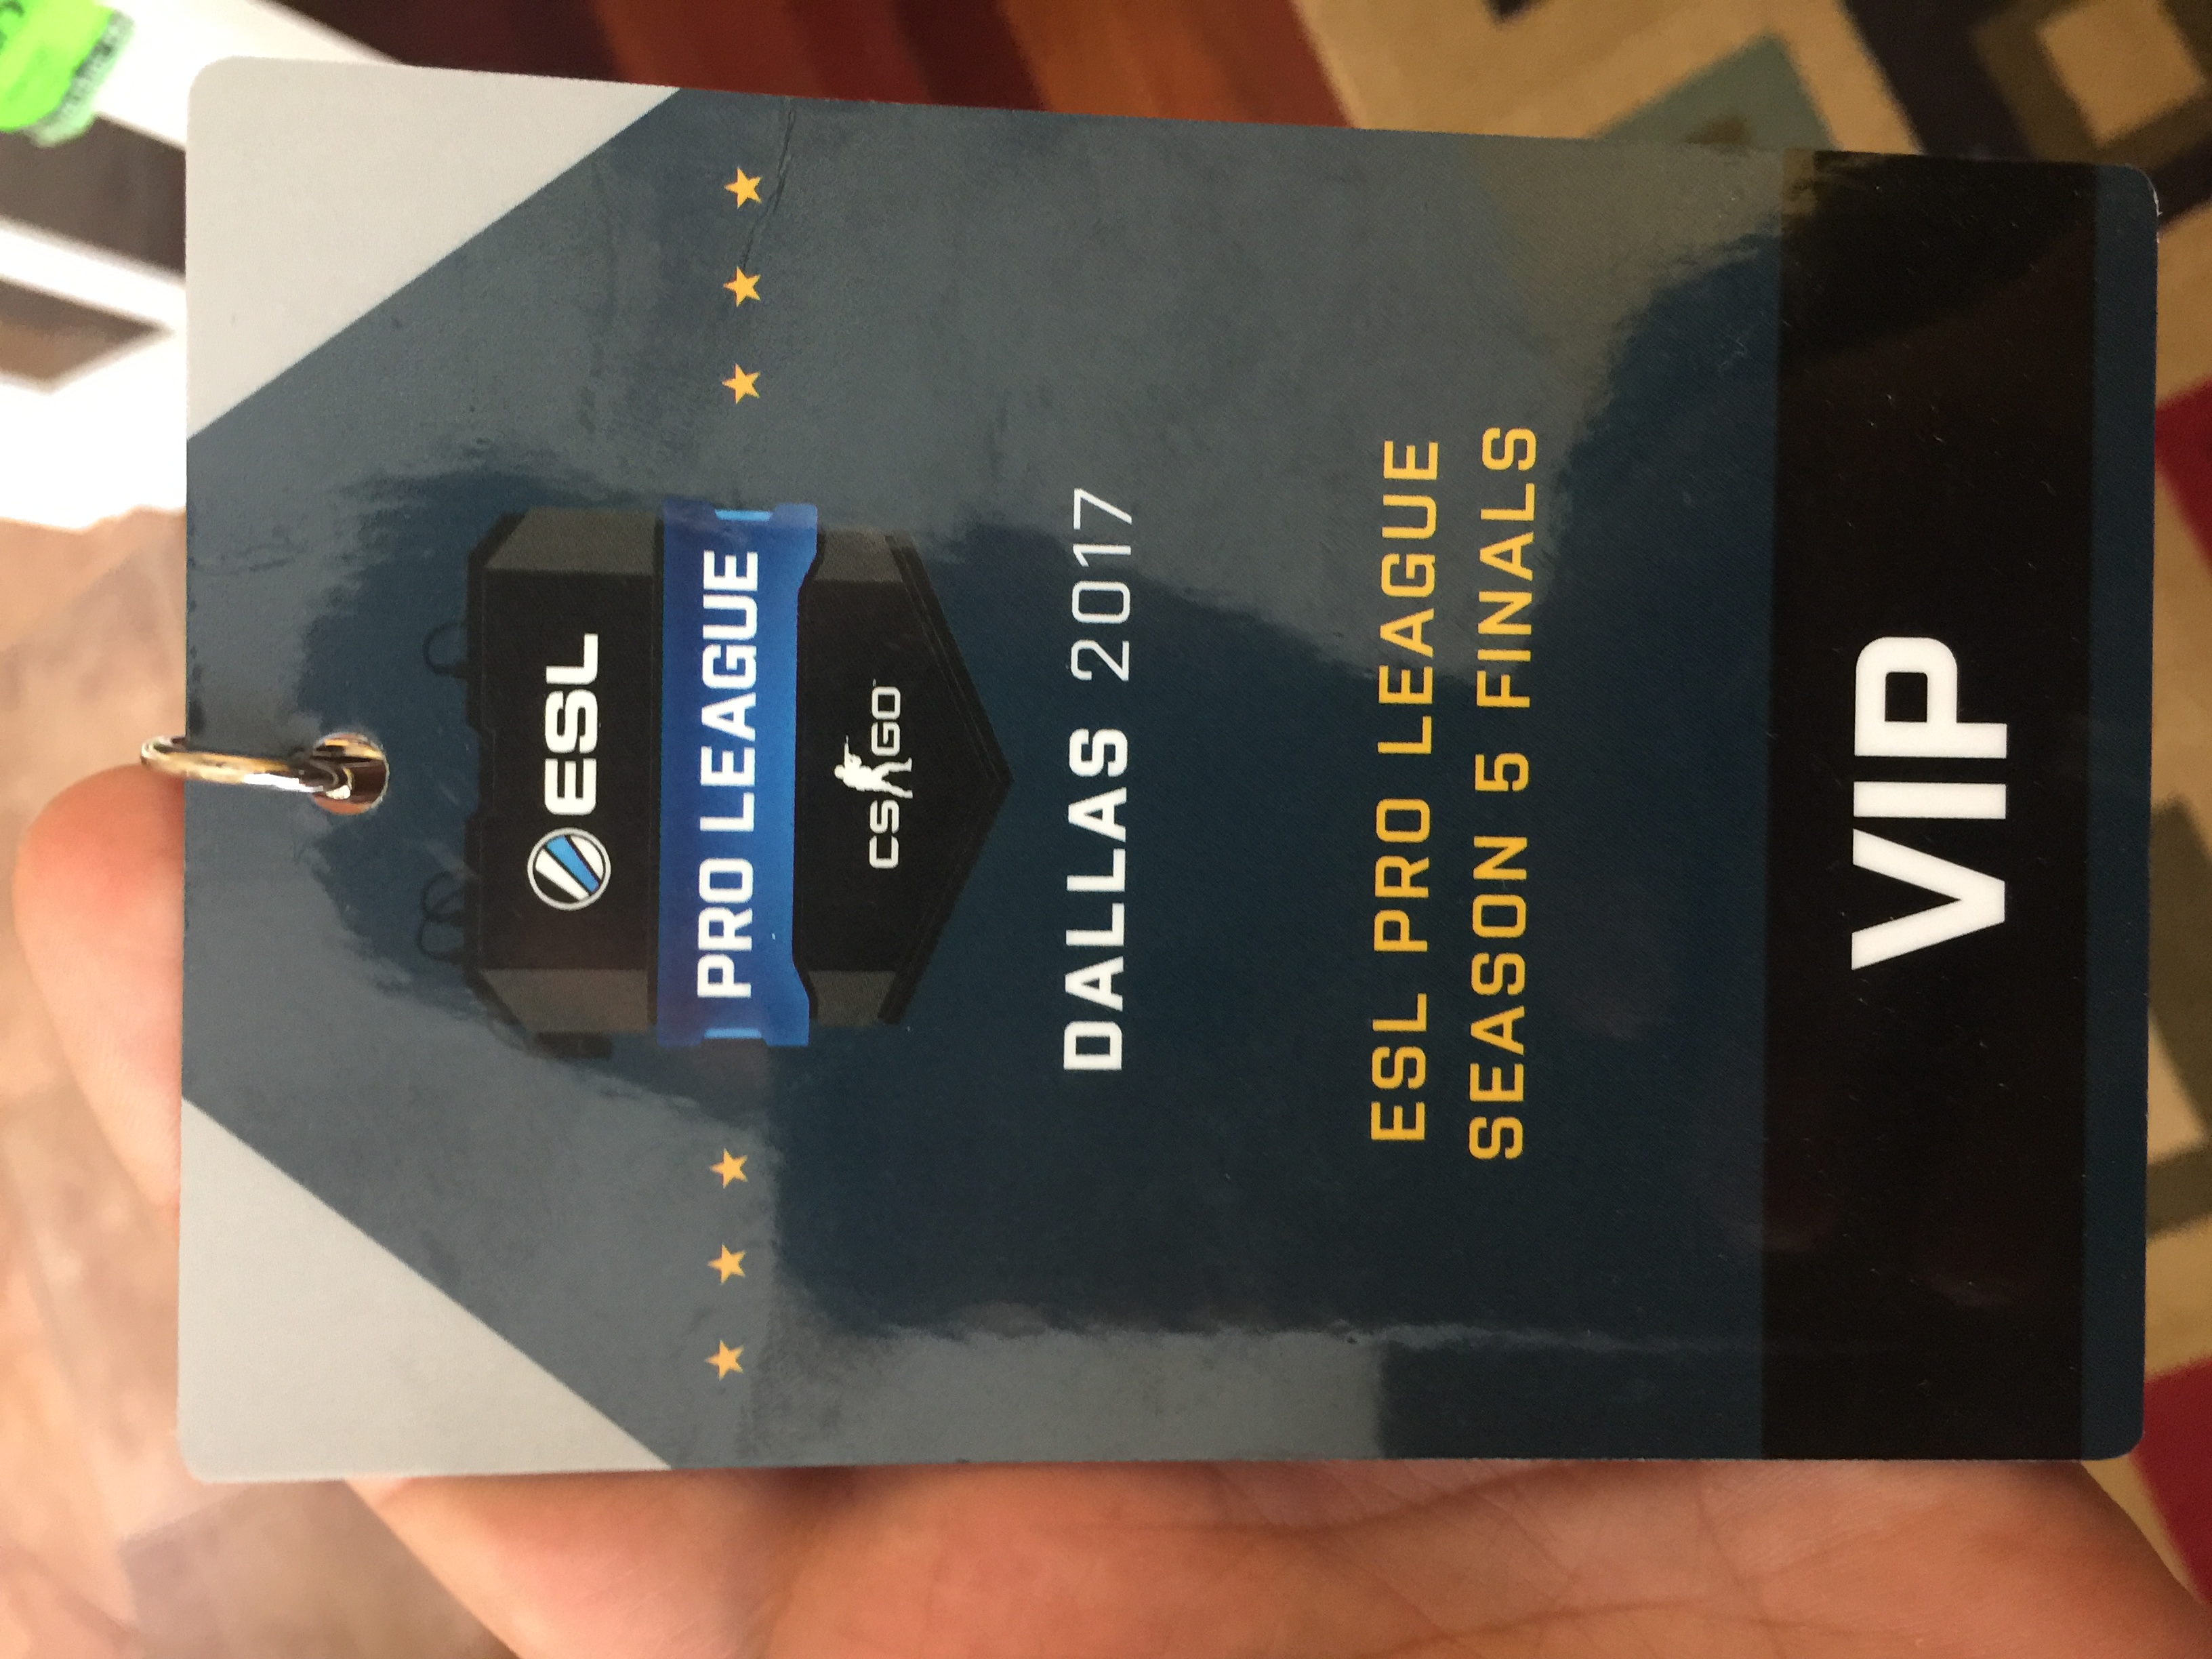 ESL
PRO LEAGUE
CS GO
DALLAS 2017
ESL PRO LEAGUE
SEASON 5 FINALS
VIP